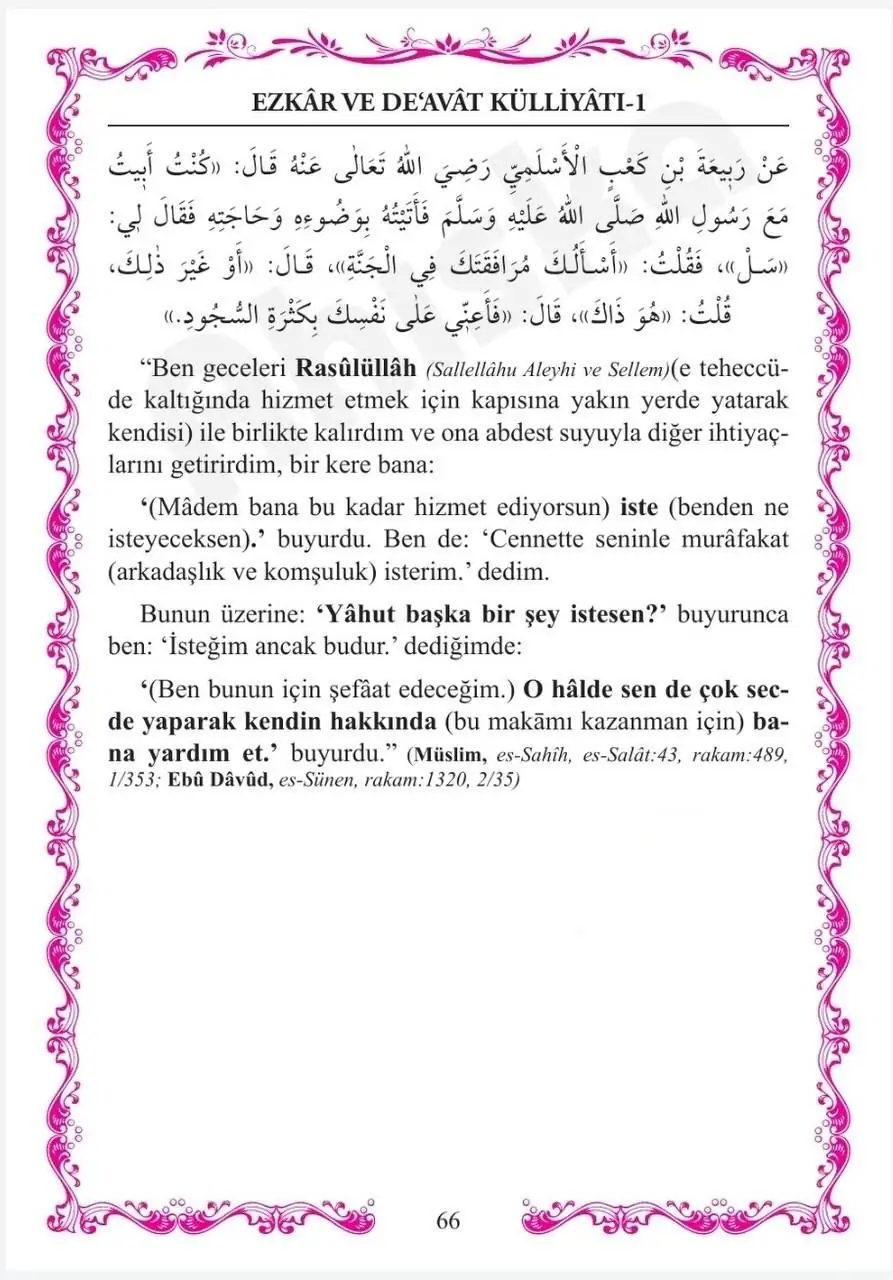 EZKÂR VE DE‘AVÂT KÜLLİYÂTI-1
عَنْ رَبِيعَةَ بْنِ كَعْبٍ الْأَسْلَمِيِّ رَضِيَ اللهُ تَعَالٰى عَنْهُ قَالَ: «كُنْتُ أَبِيتُ
مَعَ رَسُولِ اللهِ صَلَّى اللهُ عَلَيْهِ وَسَلَّمَ فَأَتَيْتُهُ بِوَضُوءِهِ وَحَاجَتِهِ فَقَالَ لِي:
«سَلْ»، فَقُلْتُ: «أَسْأَلُكَ مُرَافَقَتَكَ فِي الْجَنَّةِ»، قَالَ: «أَوْ غَيْرَ ذٰلِكَ،
قُلْتُ: «هُوَ ذَاكَ»، قَالَ: «فَأَعِنِّي عَلٰى نَفْسِكَ بِكَثْرَةِ السُّجُودِ.»
“Ben geceleri Rasûlüllâh (Sallellâhu Aleyhi ve Sellem)(e teheccü-
de kaltığında hizmet etmek için kapısına yakın yerde yatarak
kendisi) ile birlikte kalırdım ve ona abdest suyuyla diğer ihtiyaç-
larını getirirdim, bir kere bana:
‘(Mâdem bana bu kadar hizmet ediyorsun) iste (benden ne
isteyeceksen).’ buyurdu. Ben de: ‘Cennette seninle murâfakat
(arkadaşlık ve komşuluk) isterim.’ dedim.
Bunun üzerine: ‘Yâhut başka bir şey istesen?’ buyurunca
ben: ‘İsteğim ancak budur.’ dediğimde:
‘(Ben bunun için şefâat edeceğim.) O hâlde sen de çok sec-
de yaparak kendin hakkında (bu makāmı kazanman için) ba-
na yardım et.’ buyurdu.” (Müslim, es-Sahîh, es-Salât:43, rakam:489,
1/353; Ebû Dâvûd, es-Sünen, rakam:1320, 2/35)
66